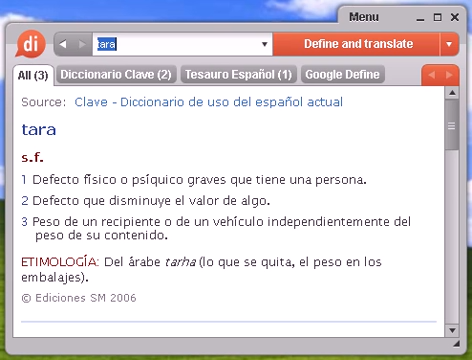 Menu
di
tara
Define and translate
All (3)
Diccionario Clave (2)
Tesauro Español (1)
Google Define
Source: Clave - Diccionario de uso del español actual
tara
s.f.
1 Defecto físico o psíquico graves que tiene una persona.
2 Defecto que disminuye el valor de algo.
3 Peso de un recipiente o de un vehículo independientemente del
peso de su contenido.
ETIMOLOGÍA: Del árabe tarha (lo que se quita, el peso en los
embalajes).
© Ediciones SM 2006